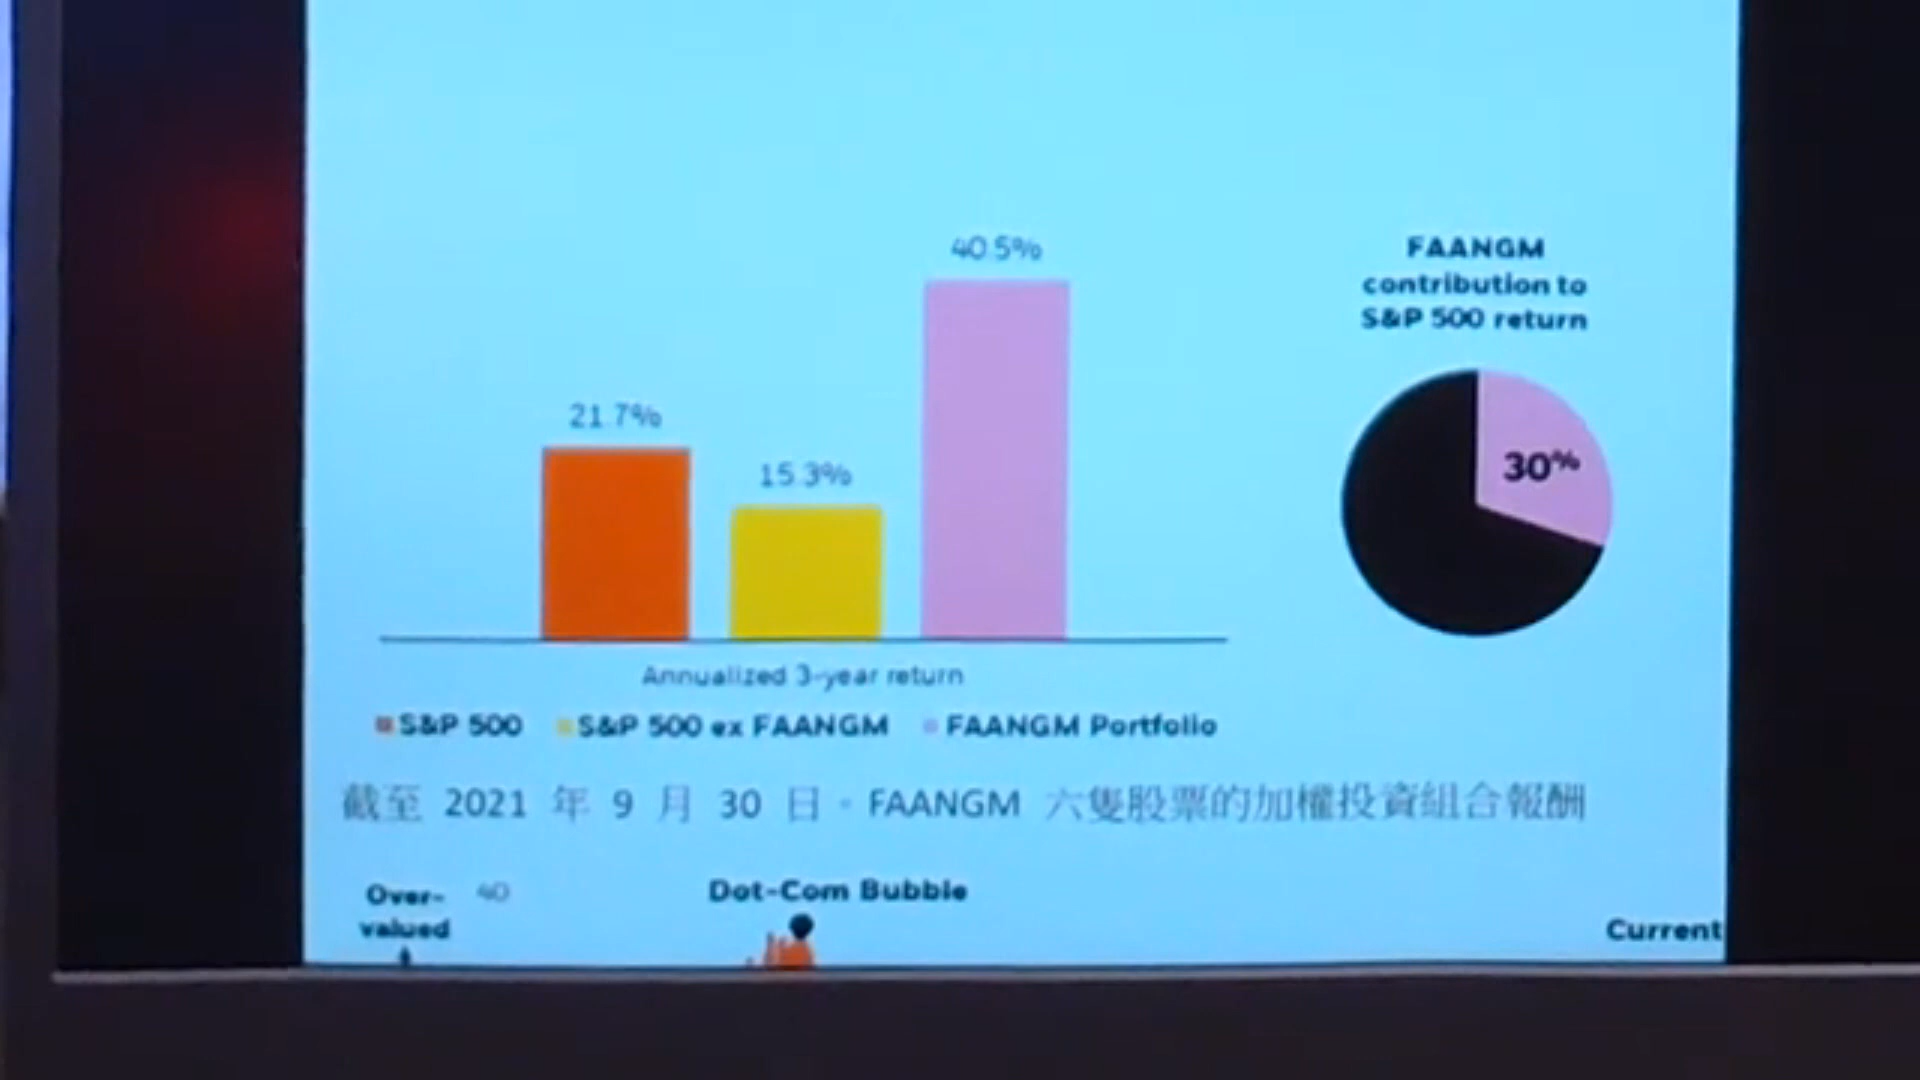 40.5%
21.7%
15.3%
Annualized 3-year return
S&P 500 S&P 500 ex FAANGM FAANGM Portfolio
FAANGM
contribution to
S&P 500 return
30%
截至 2021 年 9 月 30 日。FAANGM 六隻股票的加權投資組合報酬
Over-
valued
40
Dot-Com Bubble
Current